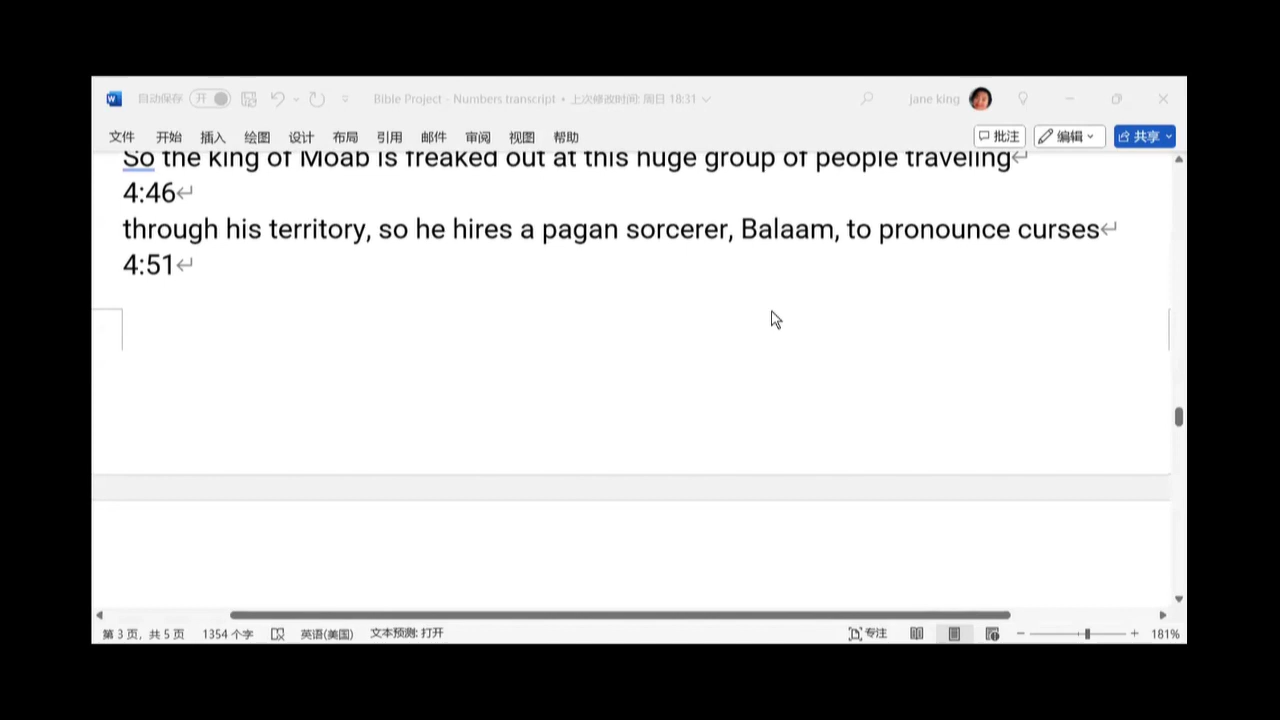 自动保存 开 Bible Project - Numbers transcript • 上次修改时间: 周日 18:31 Jane king
文件 开始 插入 绘图 设计 布局 引用 邮件 审阅 视图 帮助 批注 编辑 共享
So the king of Moab is freaked out at this huge group of people traveling
4:46
through his territory, so he hires a pagan sorcerer, Balaam, to pronounce curses
4:51
第 3 页, 共 5 页 1354 个字 英语(美国) 文本预测: 打开 专注 181%